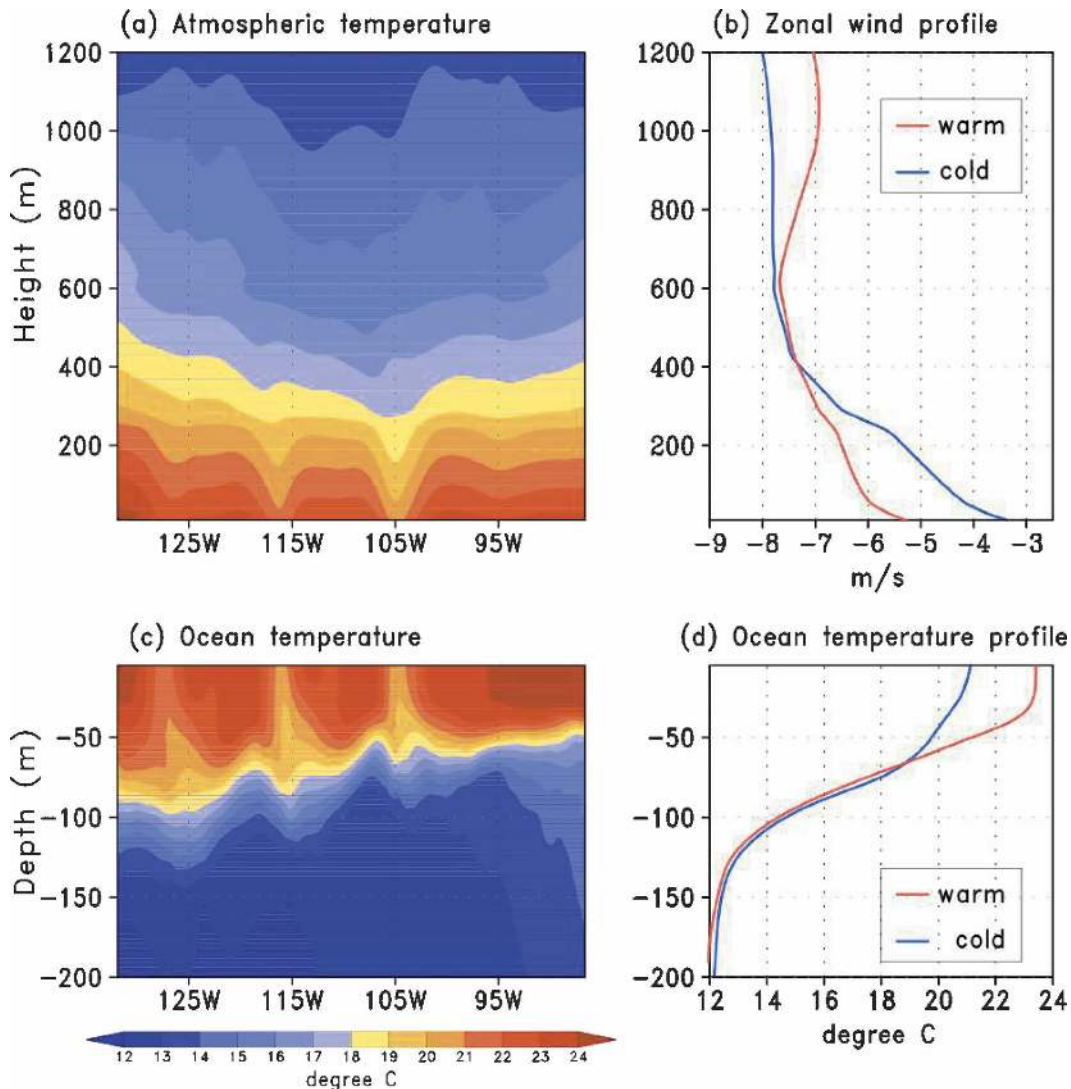 (a) Atmospheric temperature
(b) Zonal wind profile
1200
1000
800
600
400
200
Height (m)
125W 115W 105W 95W
1200
1000
800
600
400
200
warm
cold
-9 -8 -7 -6 -5 -4 -3
m/s
(c) Ocean temperature
(d) Ocean temperature profile
-50
-100
-150
-200
Depth (m)
125W 115W 105W 95W
12 13 14 15 16 17 18 19 20 21 22 23 24
degree C
-50
-100
-150
-200
warm
cold
12 14 16 18 20 22 24
degree C